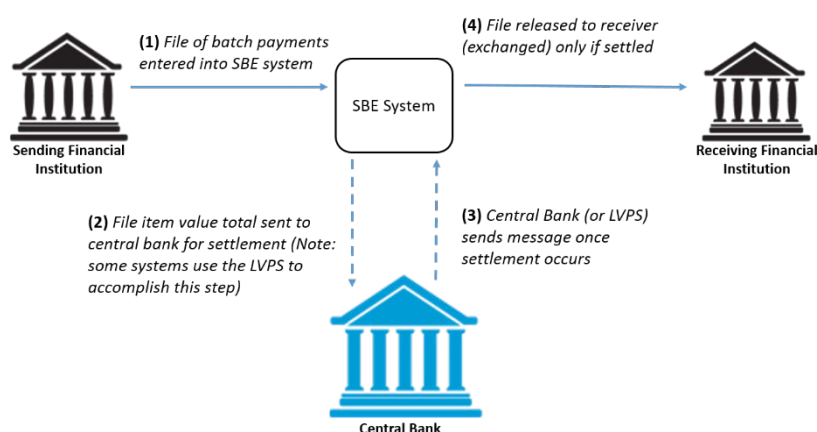 (1) File of batch payments
entered into SBE system
(4) File released to receiver
(exchanged) only if settled
SBE System
Sending Financial
Institution
Receiving Financial
Institution
(2) File item value total sent to
central bank for settlement (Note:
some systems use the LVPS to
accomplish this step)
(3) Central Bank (or LVPS)
sends message once
settlement occurs
Central Bank